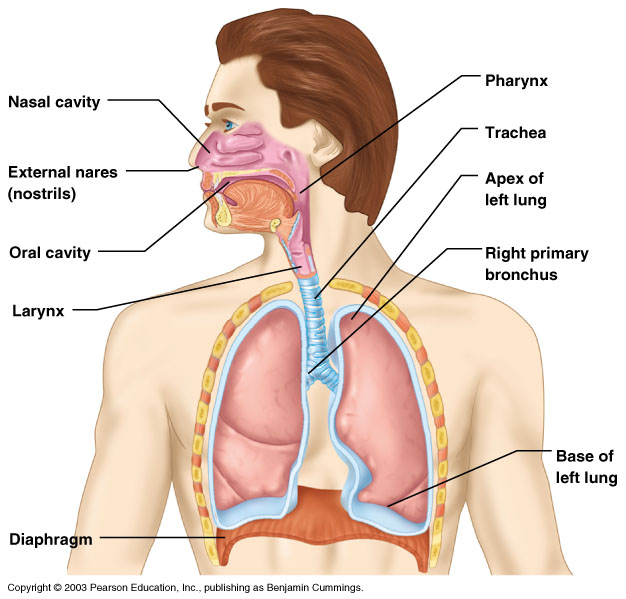 Nasal cavity
External nares
(nostrils)
Oral cavity
Larynx
Diaphragm
Pharynx
Trachea
Apex of
left lung
Right primary
bronchus
Base of
left lung
Copyright © 2003 Pearson Education, Inc., publishing as Benjamin Cummings.